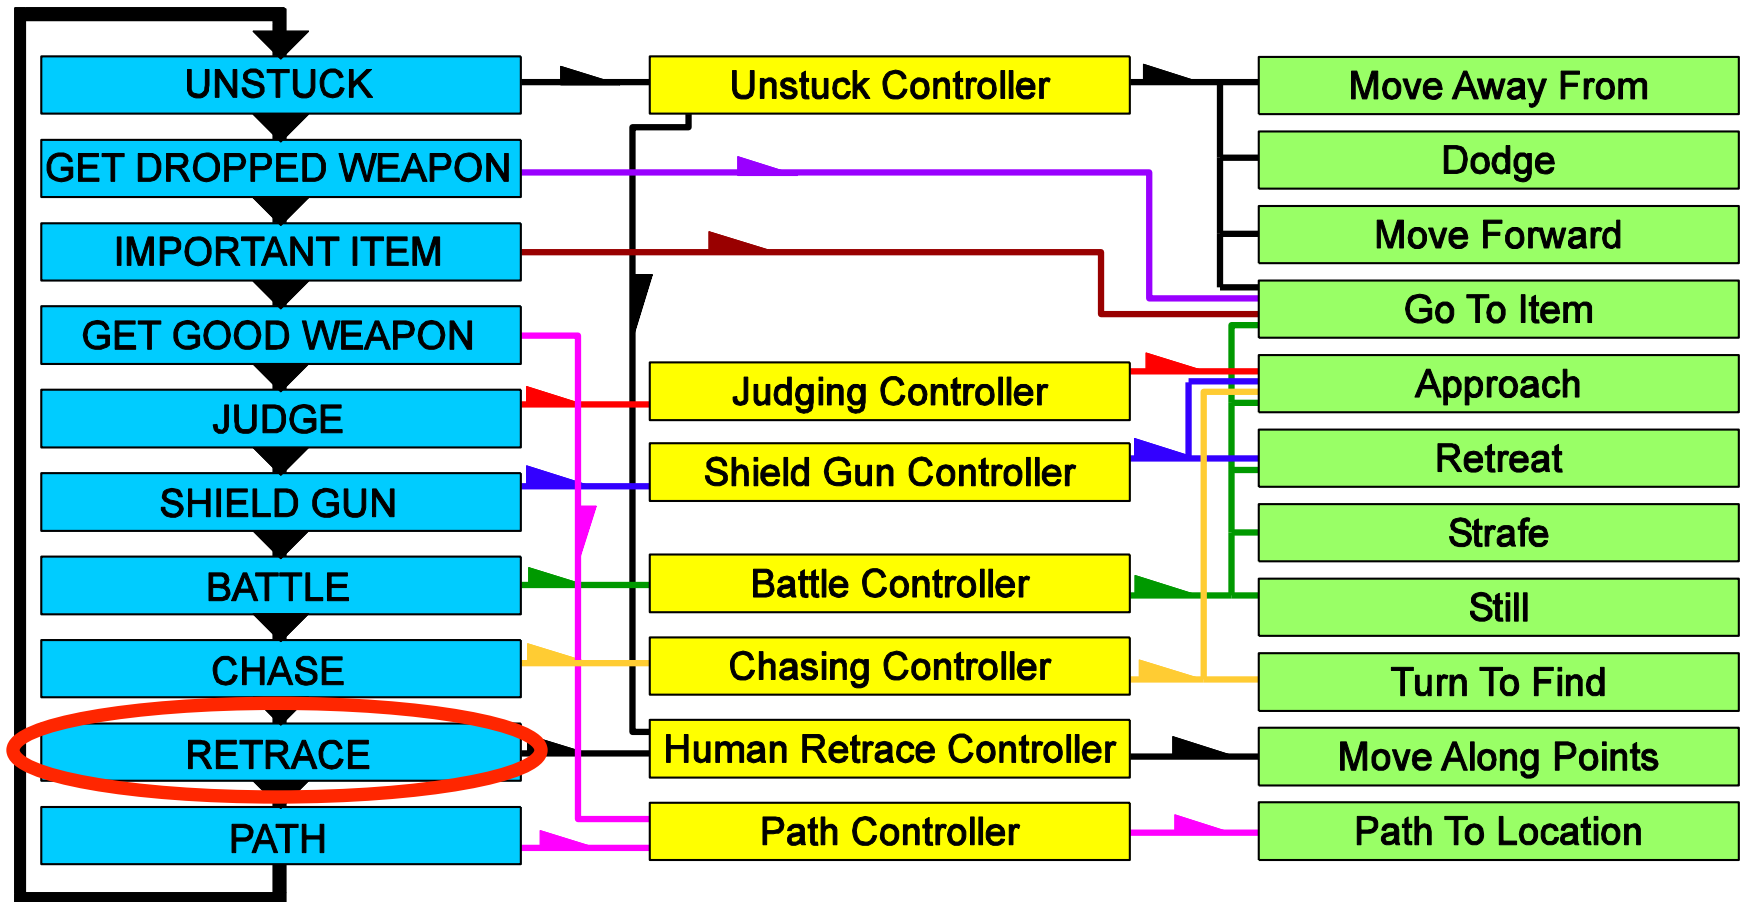 UNSTUCK
GET DROPPED WEAPON
IMPORTANT ITEM
GET GOOD WEAPON
JUDGE
SHIELD GUN
BATTLE
CHASE
RETRACE
PATH
Unstuck Controller
Judging Controller
Shield Gun Controller
Battle Controller
Chasing Controller
Human Retrace Controller
Path Controller
Move Away From
Dodge
Move Forward
Go To Item
Approach
Retreat
Strafe
Still
Turn To Find
Move Along Points
Path To Location